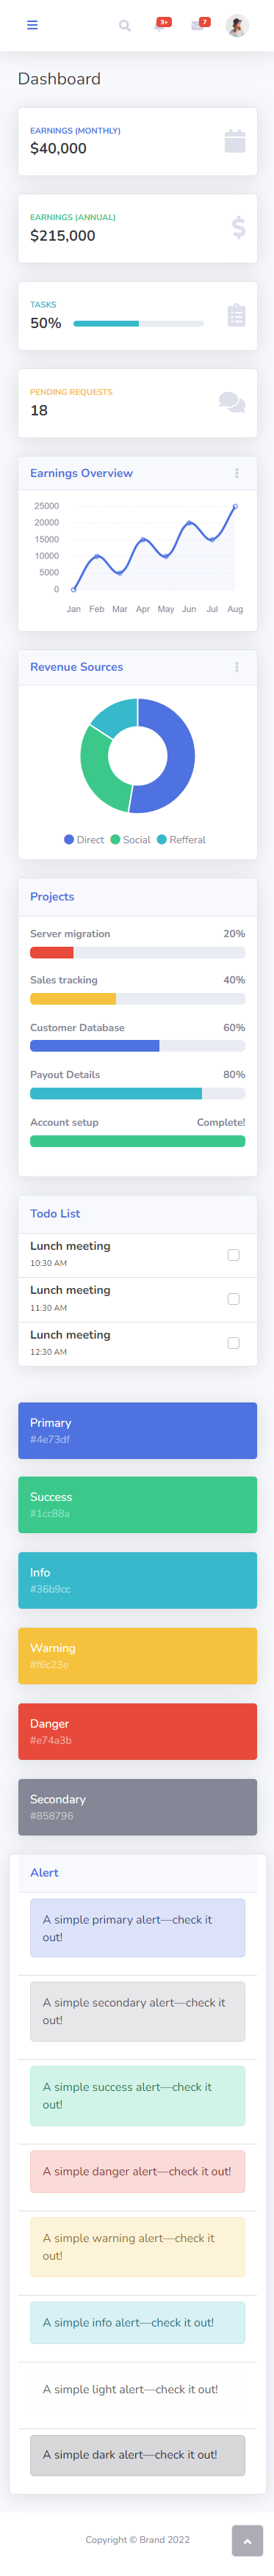 3+
7
Dashboard
EARNINGS (MONTHLY)
$40,000
EARNINGS (ANNUAL)
$215,000
TASKS
50%
PENDING REQUESTS
18
Earnings Overview
25000
20000
15000
10000
5000
0
Jan Feb Mar Apr May Jun Jul Aug
Revenue Sources
Direct Social Refferal
Projects
Server migration 20%
Sales tracking 40%
Customer Database 60%
Payout Details 80%
Account setup Complete!
Todo List
Lunch meeting
10:30 AM
Lunch meeting
11:30 AM
Lunch meeting
12:30 AM
Primary
#4e73df
Success
#1cc88a
Info
#36b9cc
Warning
#f6c23e
Danger
#e74a3b
Secondary
#858796
Alert
A simple primary alert—check it
out!
A simple secondary alert—check it
out!
A simple success alert—check it
out!
A simple danger alert—check it out!
A simple warning alert—check it
out!
A simple info alert—check it out!
A simple light alert—check it out!
A simple dark alert—check it out!
Copyright © Brand 2022